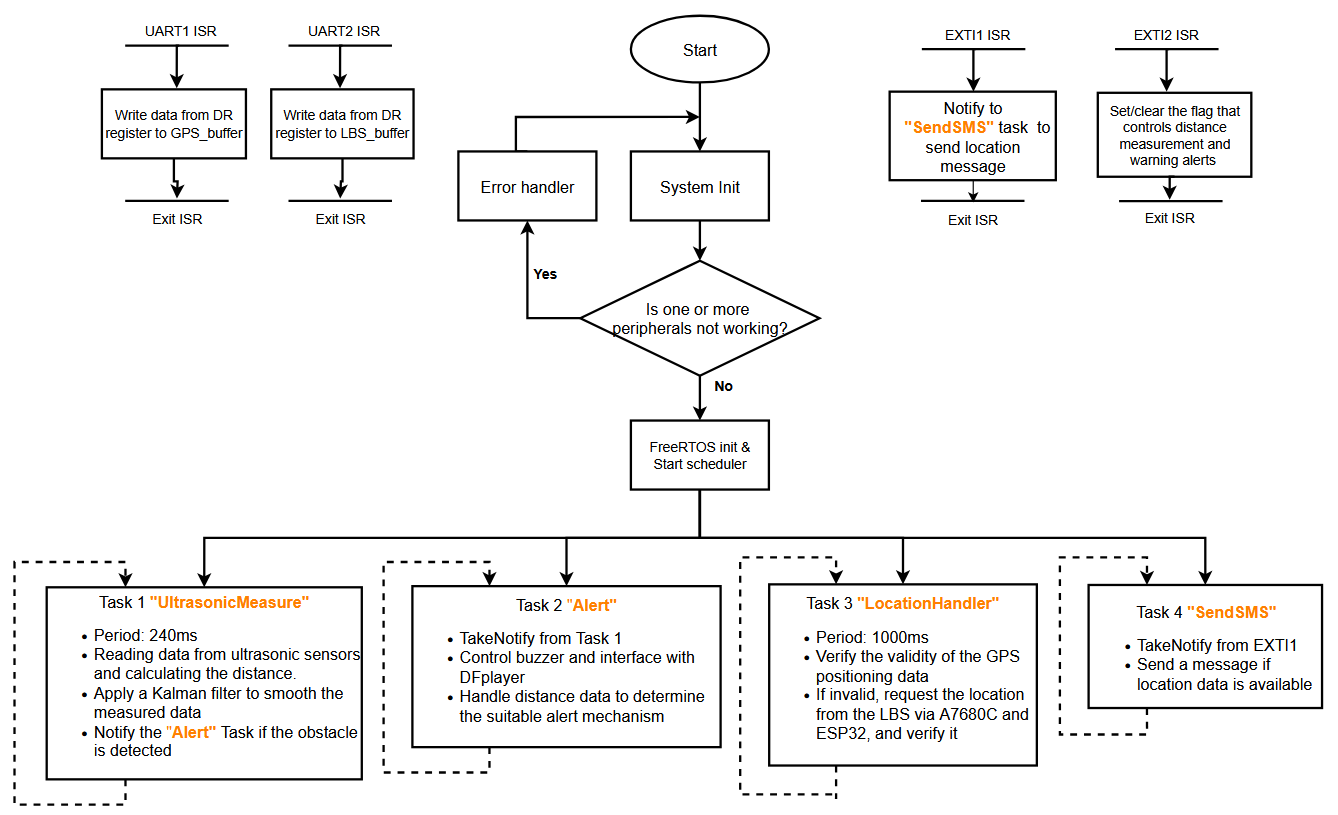 UART1 ISR
Write data from DR
register to GPS_buffer
Exit ISR
UART2 ISR
Write data from DR
register to LBS_buffer
Exit ISR
Start
Error handler
System Init
Yes
Is one or more
peripherals not working?
No
FreeRTOS init &
Start scheduler
EXTI1 ISR
Notify to
"SendSMS" task to
send location
message
Exit ISR
EXTI2 ISR
Set/clear the flag that
controls distance
measurement and
warning alerts
Exit ISR
Task 1 "UltrasonicMeasure"
• Period: 240ms
• Reading data from ultrasonic sensors
and calculating the distance.
• Apply a Kalman filter to smooth the
measured data
• Notify the "Alert" Task if the obstacle
is detected
Task 2 "Alert"
• TakeNotify from Task 1
• Control buzzer and interface with
DFplayer
• Handle distance data to determine
the suitable alert mechanism
Task 3 "LocationHandler"
• Period: 1000ms
• Verify the validity of the GPS
positioning data
• If invalid, request the location
from the LBS via A7680C and
ESP32, and verify it
Task 4 "SendSMS"
• TakeNotify from EXTI1
• Send a message if
location data is available